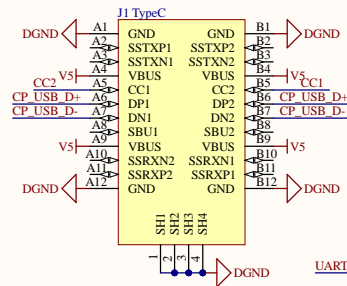 J1 TypeC
DGND A1 GND GND B1 DGND
A2 SSTXP1 SSTXP2 B2
A3 SSTXN1 SSTXN2 B3
V5 A4 VBUS VBUS B4 V5
CC2 A5 CC1 CC2 B5 CC1
CP_USB_D+ A6 DP1 DP2 B6 CP_USB_D+
CP_USB_D- A7 DN1 DN2 B7 CP_USB_D-
A8 SBU1 SBU2 B8
V5 A9 VBUS VBUS B9 V5
A10 SSRXN2 SSRXN1 B10
A11 SSRXP2 SSRXP1 B11
DGND A12 GND GND B12 DGND
SH1 SH2 SH3 SH4
1 2 3 4
DGND
UART